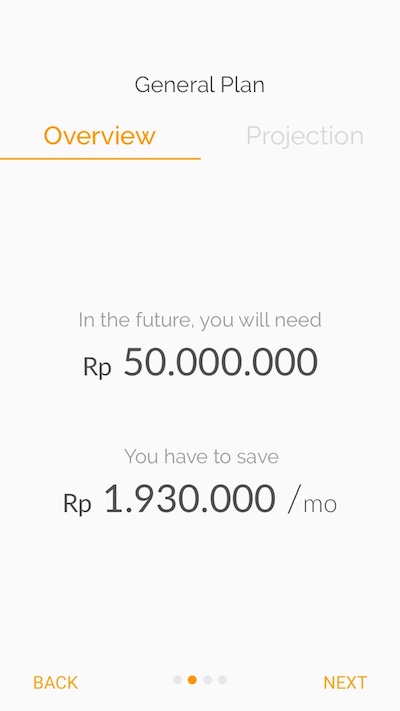 General Plan
Overview Projection
In the future, you will need
Rp 50.000.000
You have to save
Rp 1.930.000 /mo
BACK NEXT